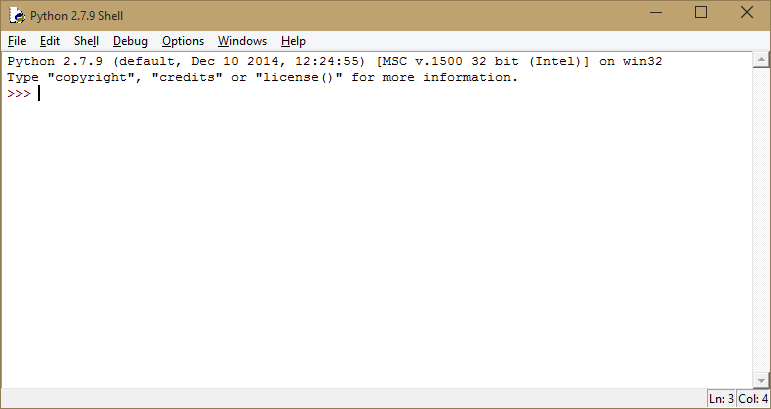 Python 2.7.9 Shell
File Edit Shell Debug Options Windows Help
Python 2.7.9 (default, Dec 10 2014, 12:24:55) [MSC v.1500 32 bit (Intel)] on win32
Type "copyright", "credits" or "license()" for more information.
>>>
Ln: 3 Col: 4